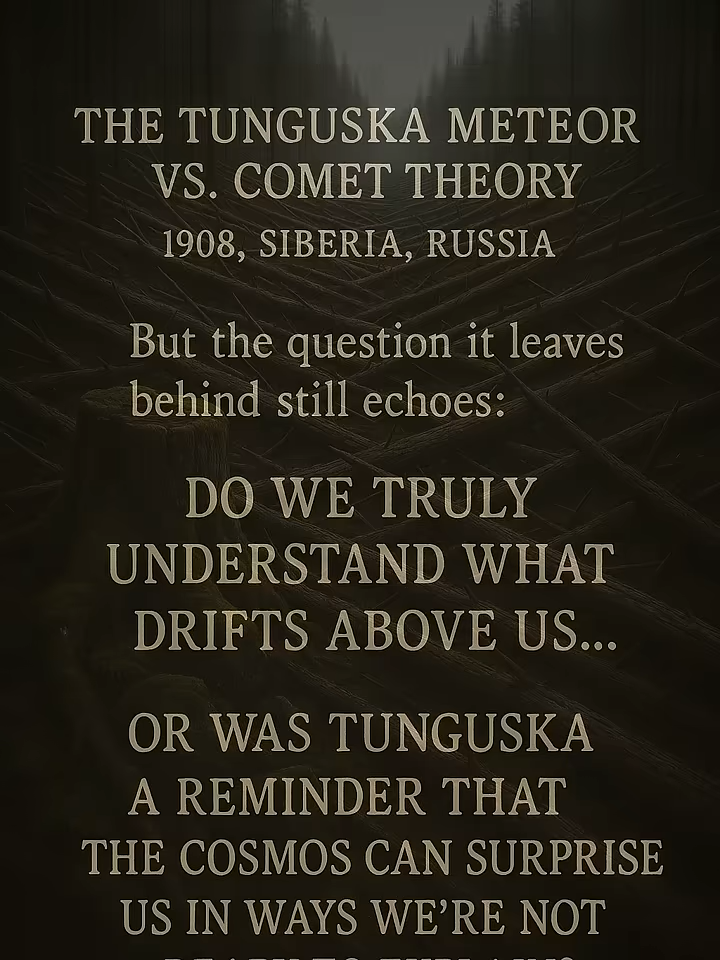 THE TUNGUSKA METEOR
VS. COMET THEORY
1908, SIBERIA, RUSSIA
But the question it leaves
behind still echoes:
DO WE TRULY
UNDERSTAND WHAT
DRIFTS ABOVE US...
OR WAS TUNGUSKA
A REMINDER THAT
THE COSMOS CAN SURPRISE
US IN WAYS WE'RE NOT